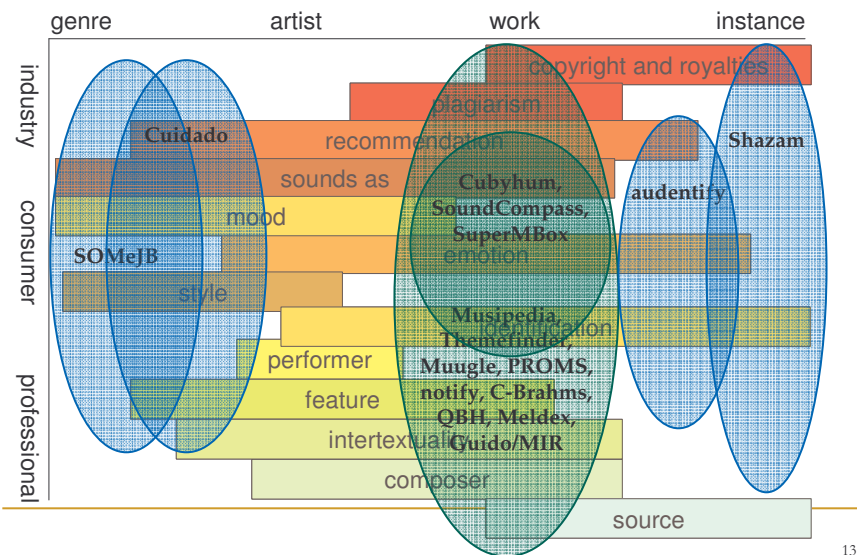 genre artist work instance
industry
consumer
professional
copyright and royalties
plagiarism
Cuidado
recommendation
Shazam
sounds as
Cubyhum,
audentify
mood
SoundCompass,
SuperMBox
SOMeJB
emotion
style
Musipedia,
identification
Themefinder,
performer
Muugle, PROMS,
feature
notify, C-Brahms,
QBH, Meldex,
intertextuality
Guido/MIR
composer
source
13